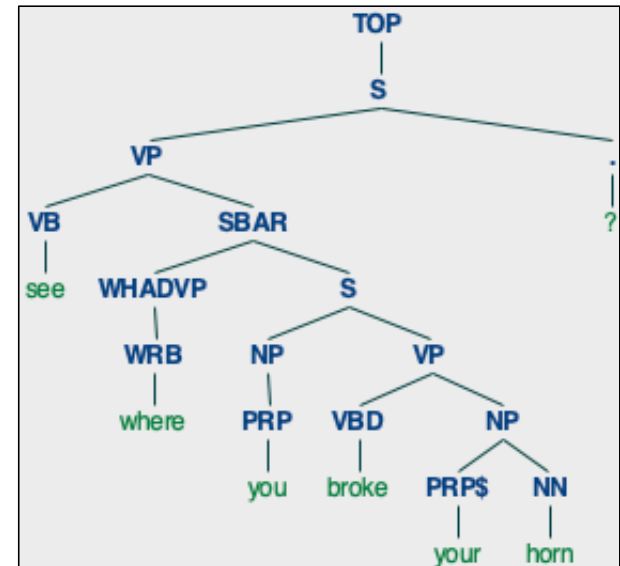 TOP
S
VP .
VB SBAR ?
see WHADVP S
WRB NP VP
where PRP VBD NP
you broke PRP$ NN
your horn